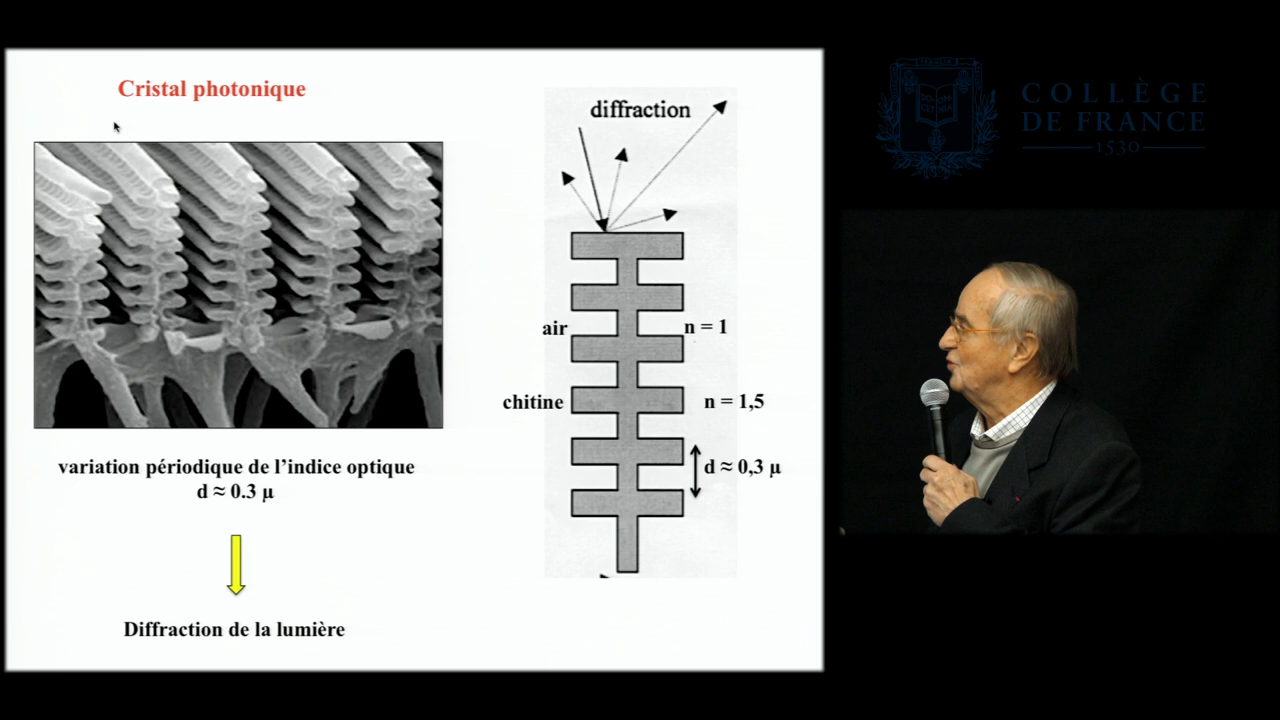 Cristal photonique
variation périodique de l’indice optique
d ≈ 0.3 µ
Diffraction de la lumière
diffraction
air
n = 1
chitine
n = 1,5
d ≈ 0,3 µ
COLLÈGE
DE FRANCE
1530